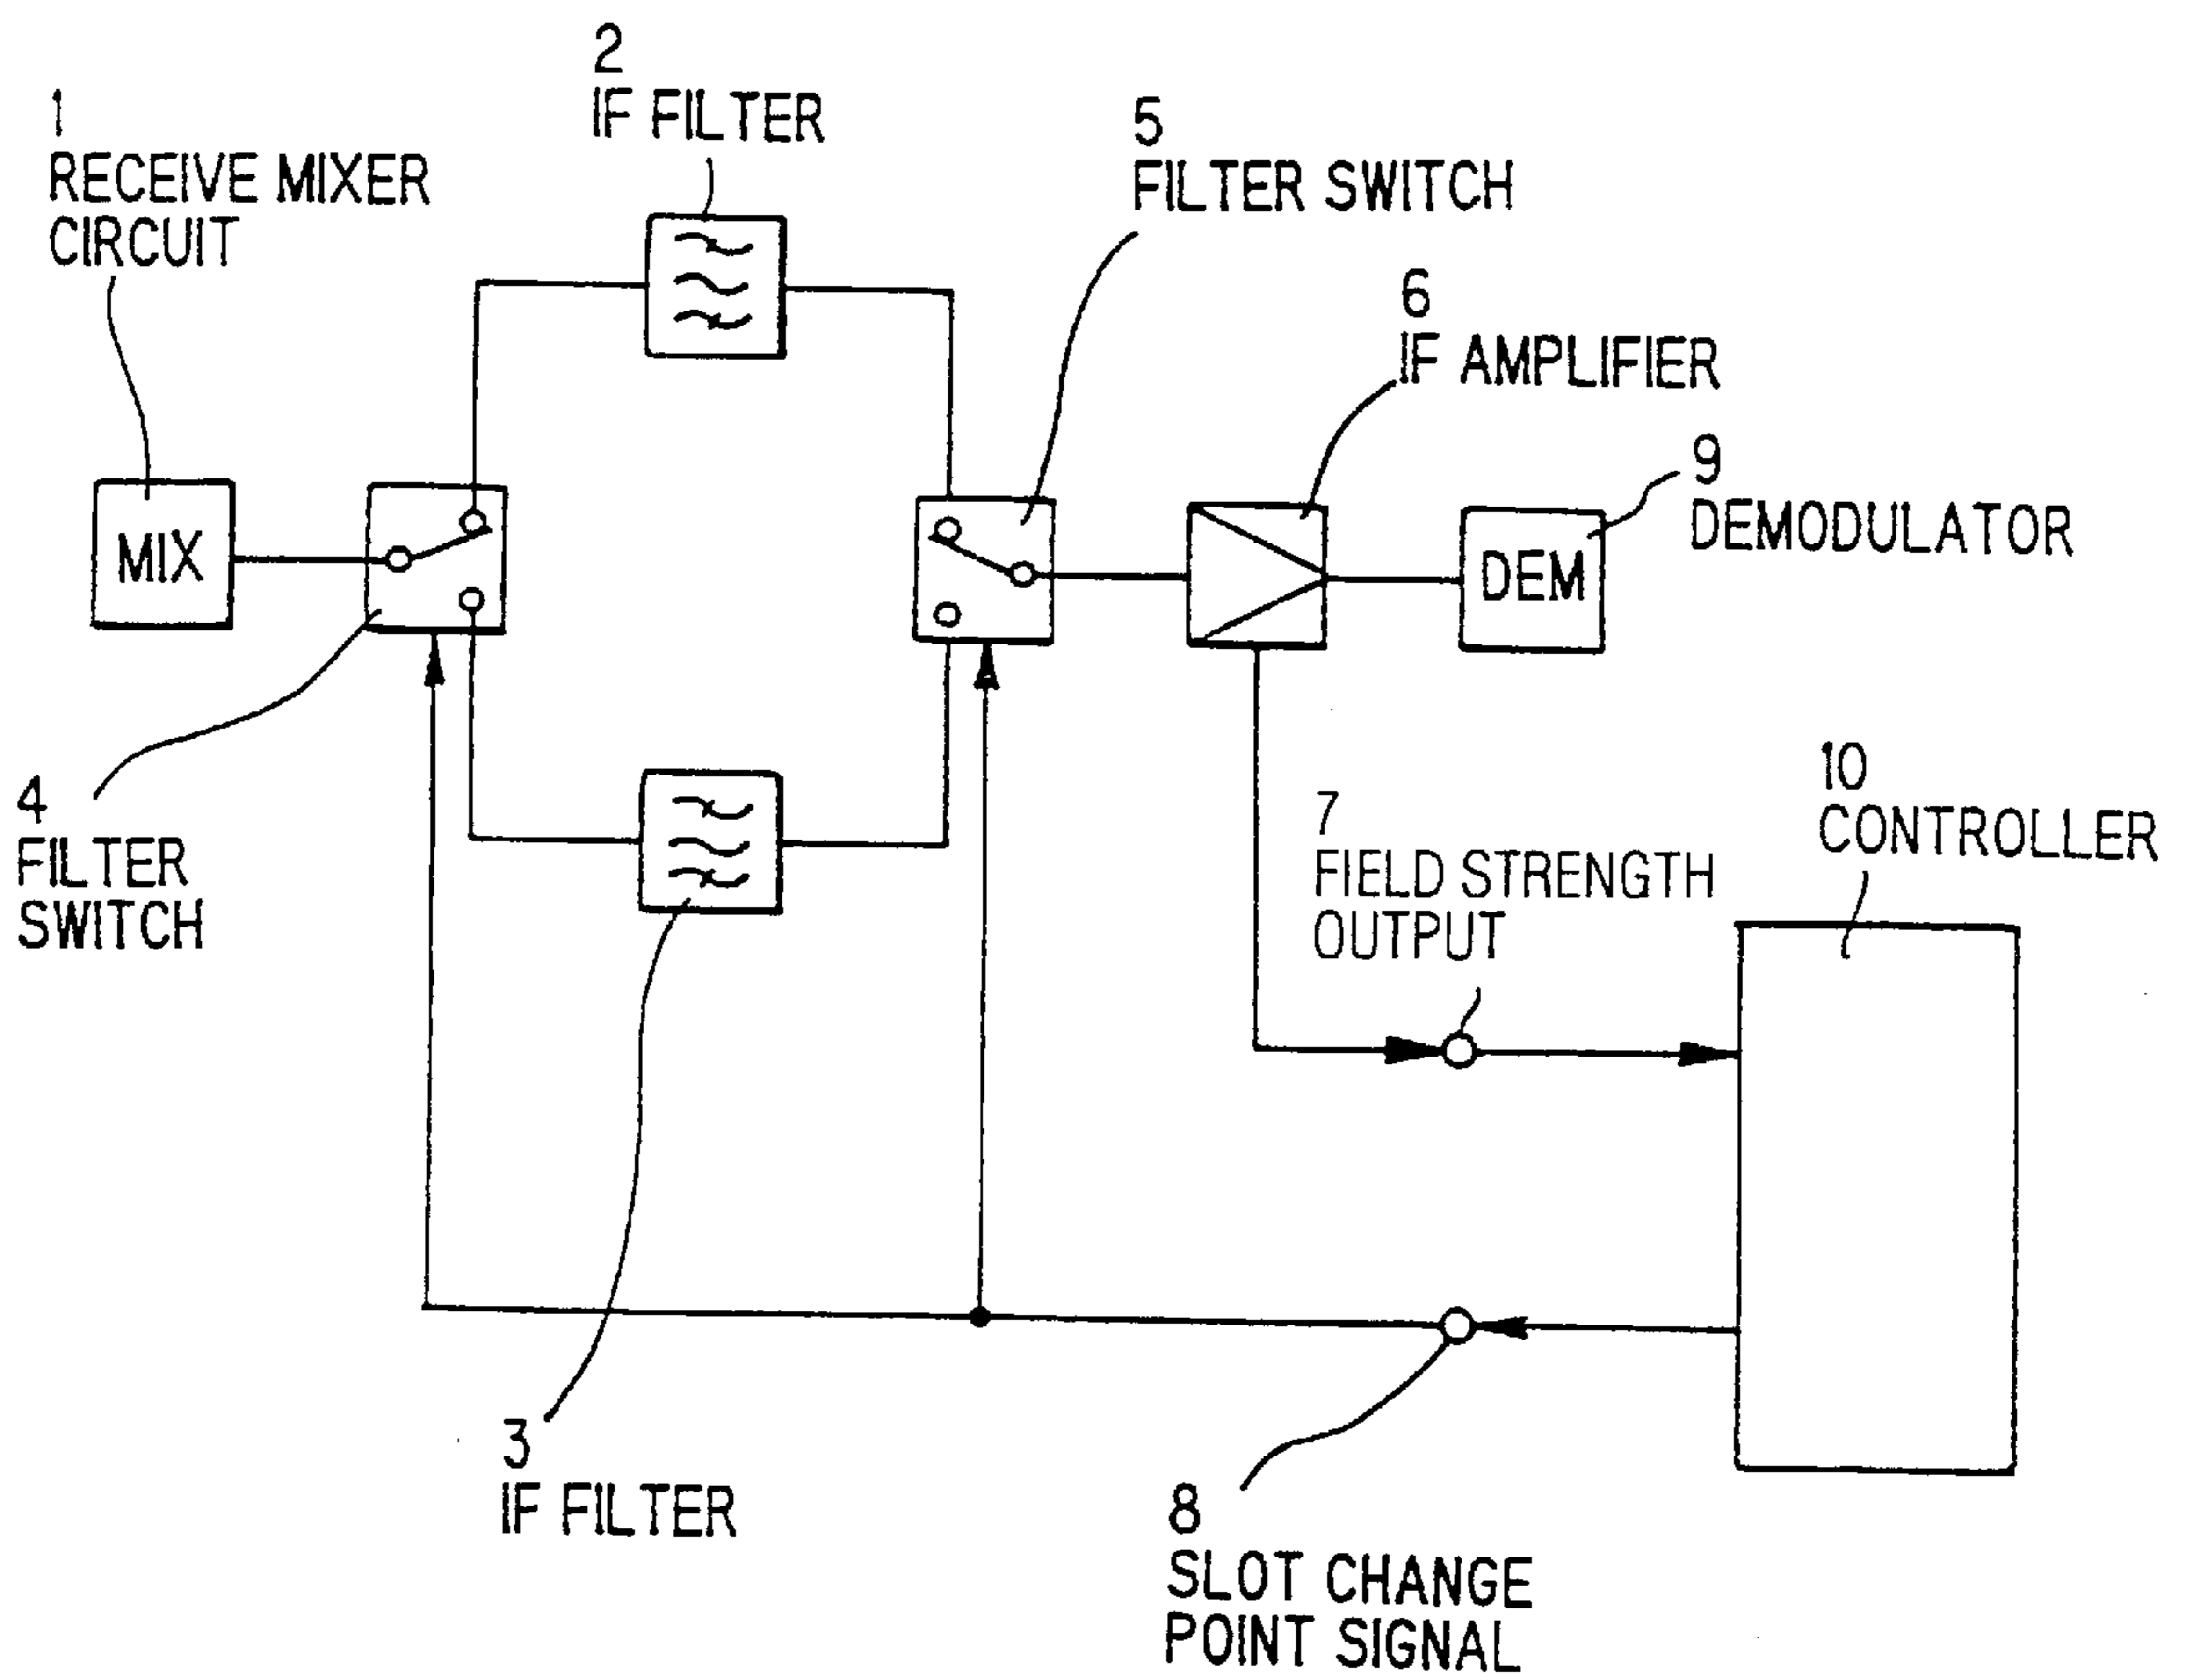 1
RECEIVE MIXER
CIRCUIT
2
IF FILTER
5
FILTER SWITCH
6
IF AMPLIFIER
9
DEMODULATOR
MIX
DEM
4
FILTER
SWITCH
7
FIELD STRENGTH
OUTPUT
10
CONTROLLER
3
IF FILTER
8
SLOT CHANGE
POINT SIGNAL